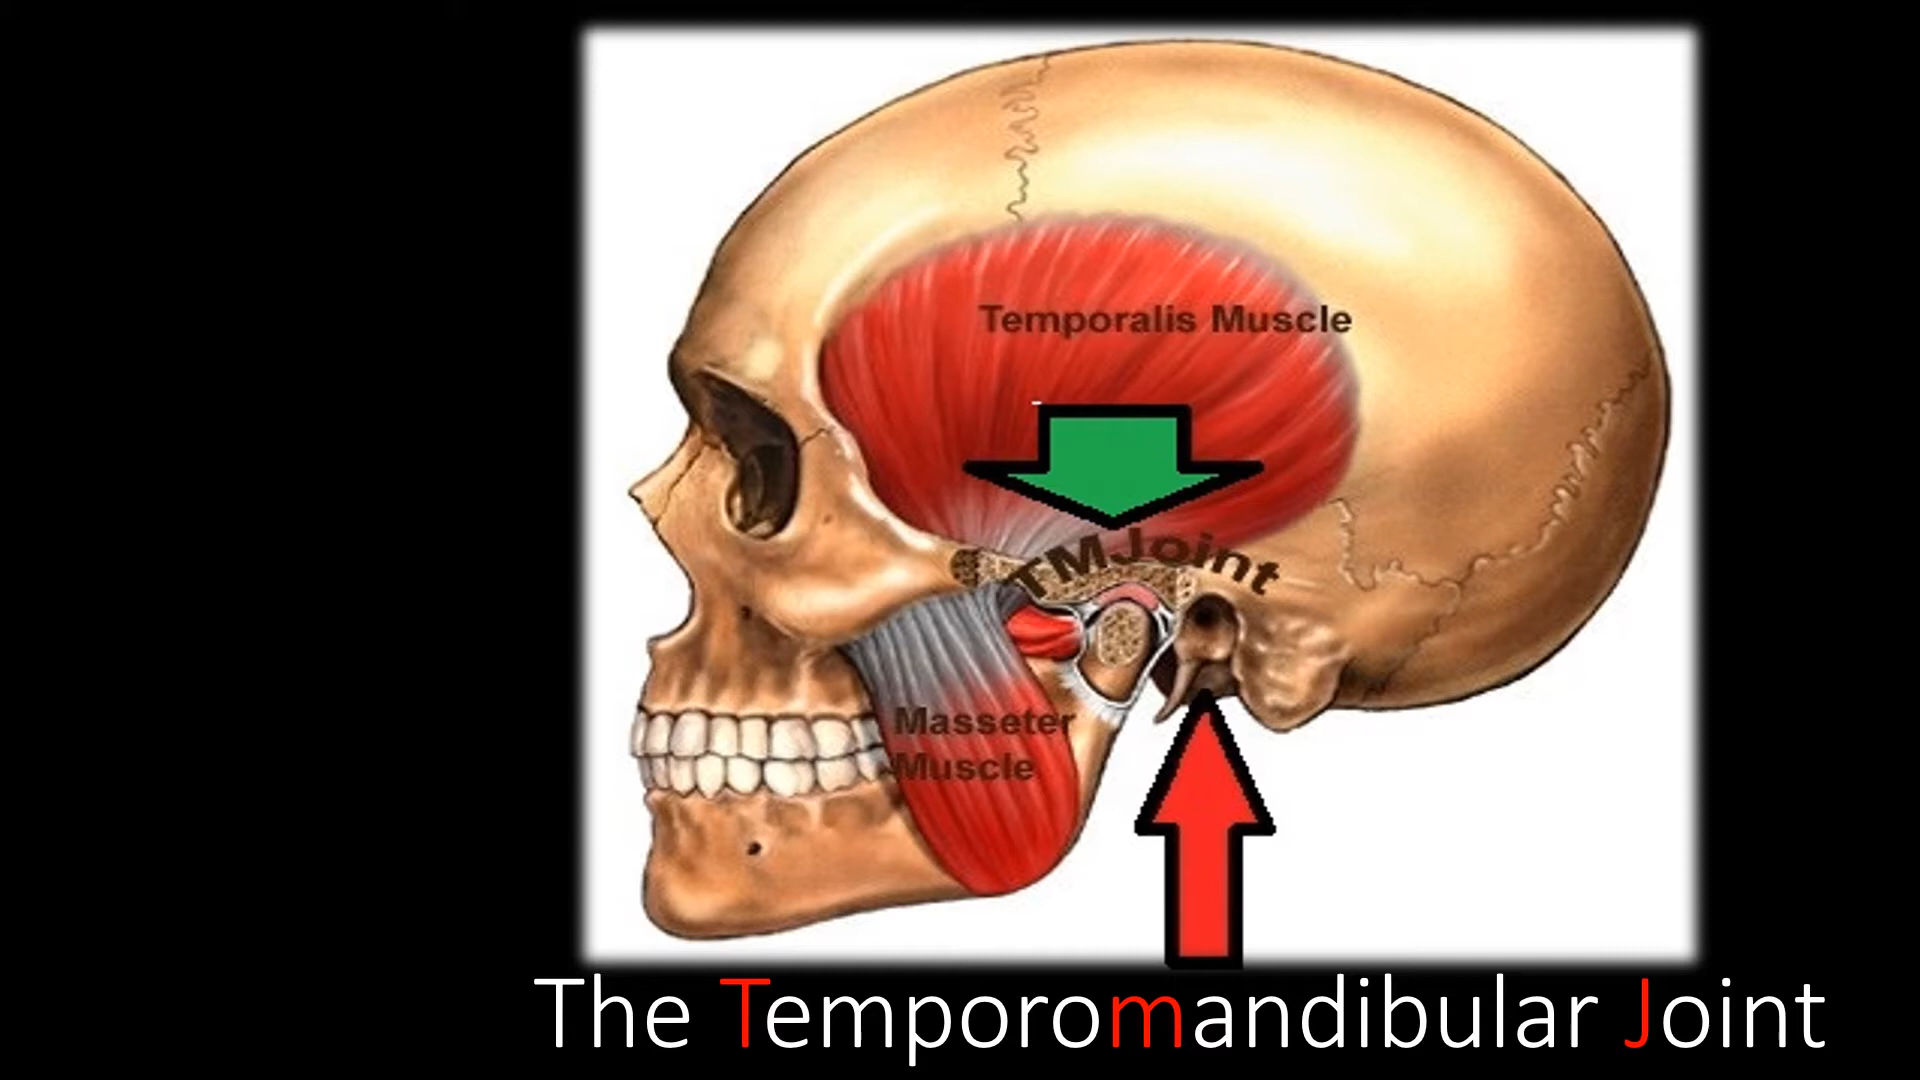 Temporalis Muscle
TMJoint
Masseter
Muscle
The Temporomandibular Joint